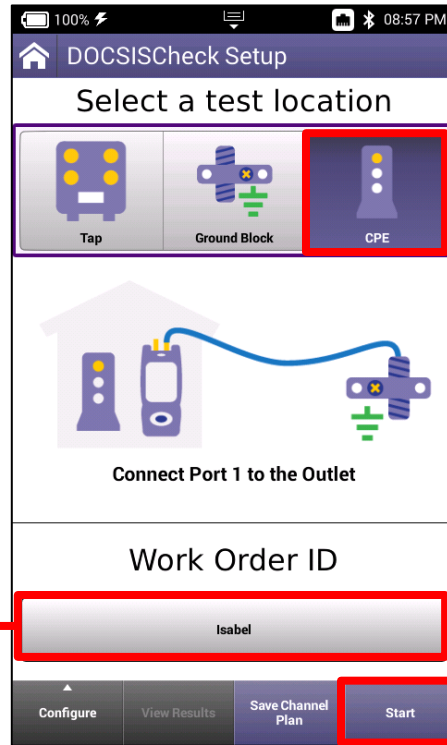 100% 08:57 PM
DOCSISCheck Setup
Select a test location
Tap Ground Block CPE
Connect Port 1 to the Outlet
Work Order ID
Isabel
Configure View Results Save Channel Plan Start